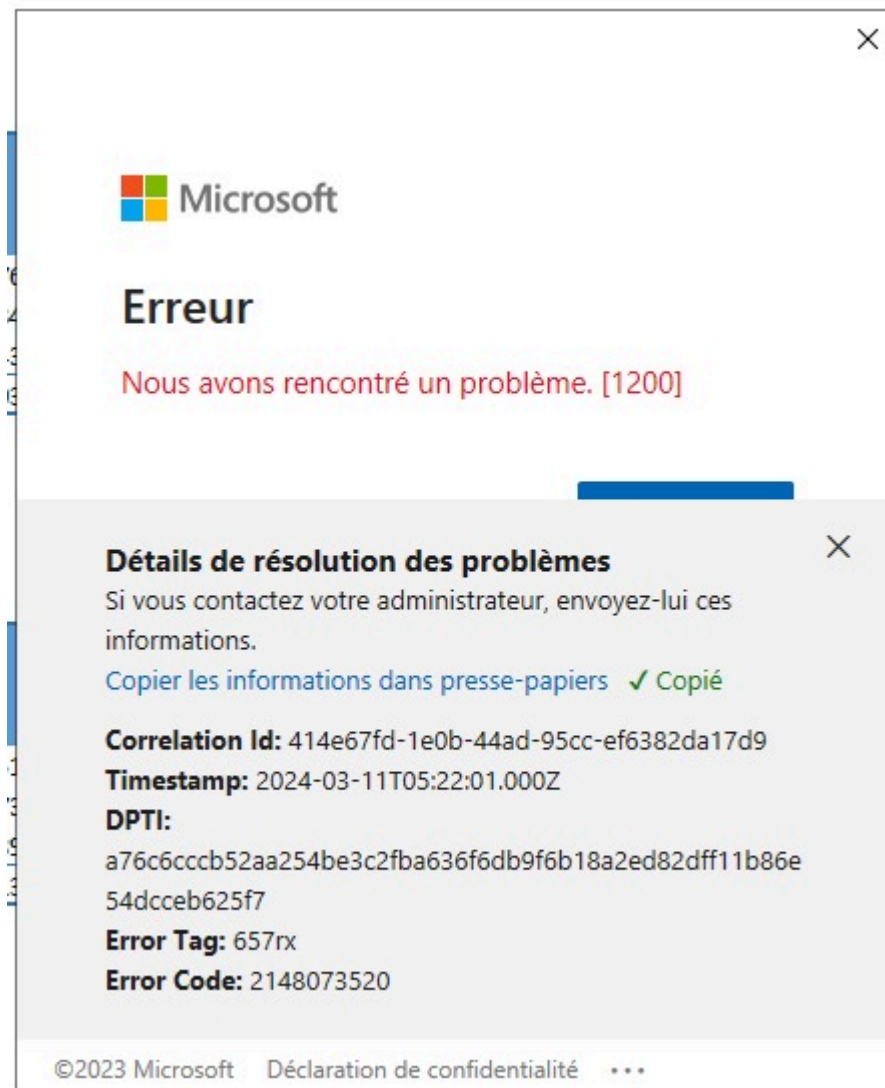 Microsoft
Erreur
Nous avons rencontré un problème. [1200]
Détails de résolution des problèmes
Si vous contactez votre administrateur, envoyez-lui ces
informations.
Copier les informations dans presse-papiers ✓ Copié
Correlation Id: 414e67fd-1e0b-44ad-95cc-ef6382da17d9
Timestamp: 2024-03-11T05:22:01.000Z
DPTI:
a76c6cccb52aa254be3c2fba636f6db9f6b18a2ed82dff11b86e
54dcceb625f7
Error Tag: 657rx
Error Code: 2148073520
©2023 Microsoft Déclaration de confidentialité